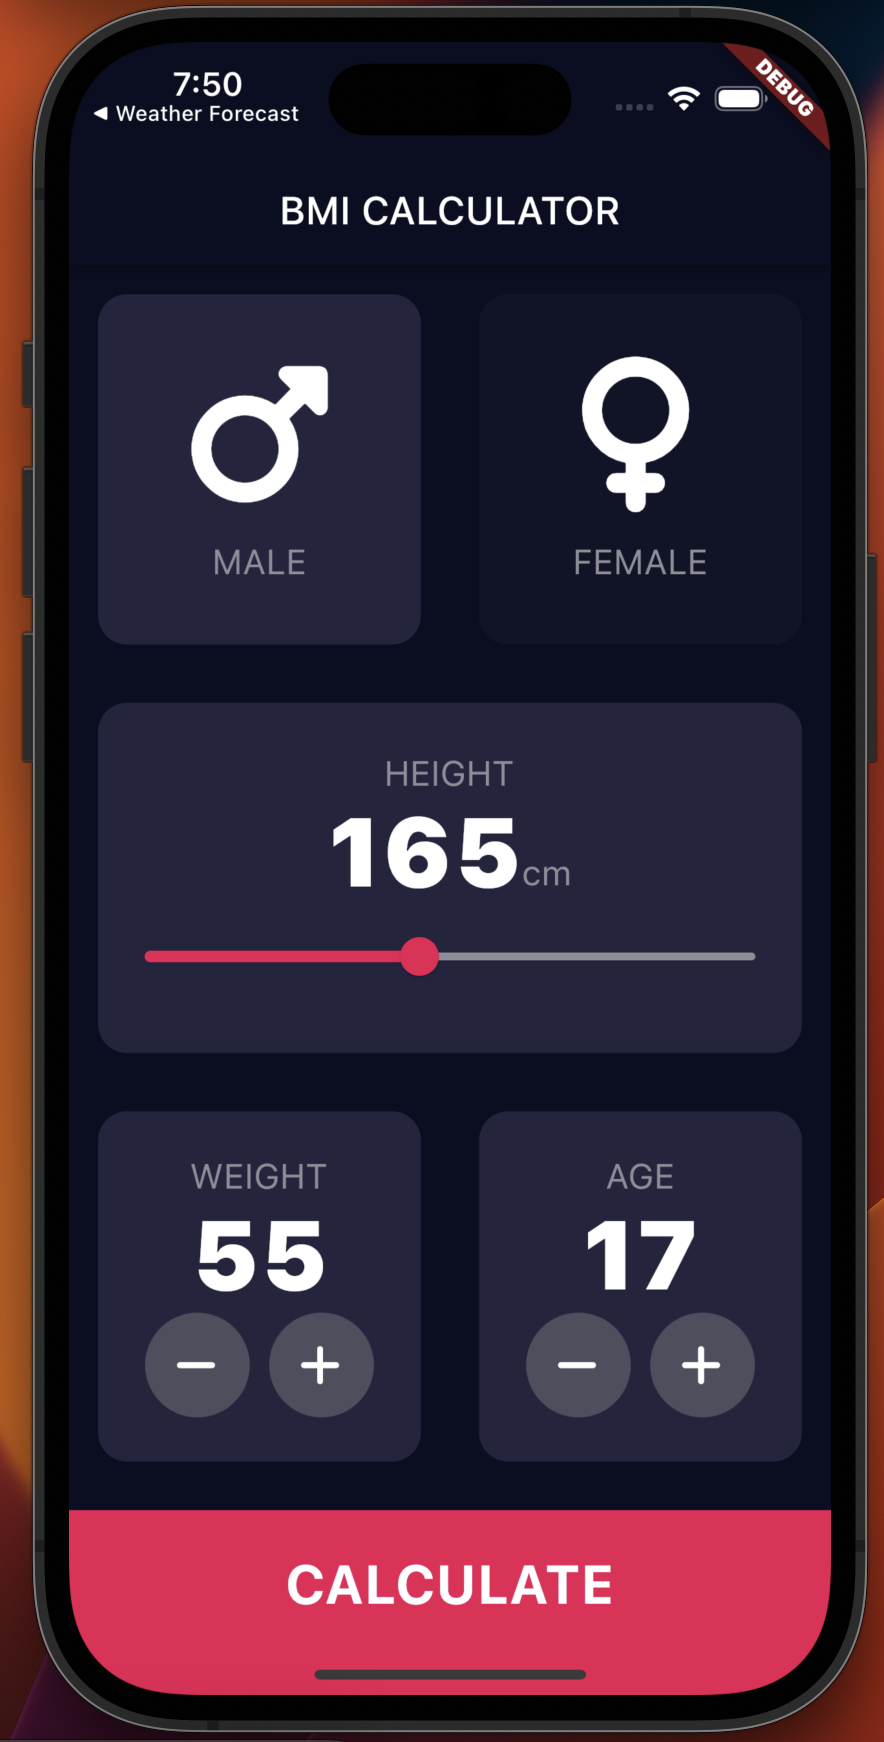 7:50
◀ Weather Forecast
DEBUG
BMI CALCULATOR
MALE
FEMALE
HEIGHT
165cm
WEIGHT
AGE
55
17
− +
− +
CALCULATE